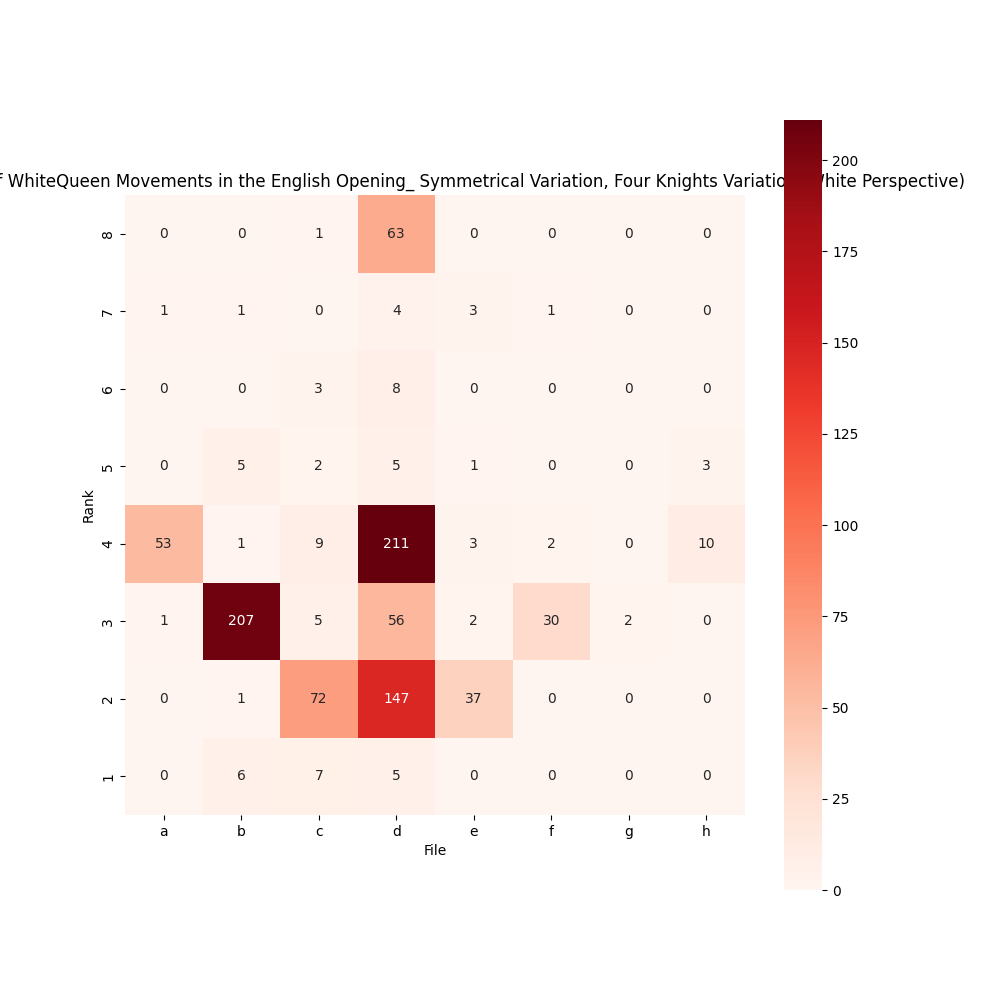 WhiteQueen Movements in the English Opening_ Symmetrical Variation, Four Knights Perspective)
200
175
150
125
100
75
50
25
0
Rank
8 0 0 1 63 0 0 0 0
7 1 1 0 4 3 1 0 0
6 0 0 3 8 0 0 0 0
5 0 5 2 5 1 0 0 3
4 53 1 9 211 3 2 0 10
3 1 207 5 56 2 30 2 0
2 0 1 72 147 37 0 0 0
1 0 6 7 5 0 0 0 0
a b c d e f g h
File